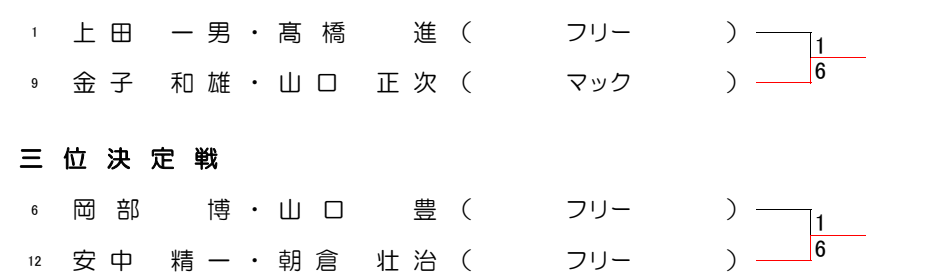 1 上田 一男・髙橋 進 ( フリー ) 1
9 金子 和雄・山口 正次 ( マック ) 6
三位決定戦
6 岡部 博・山口 豊 ( フリー ) 1
12 安中 精一・朝倉 壮治 ( フリー ) 6